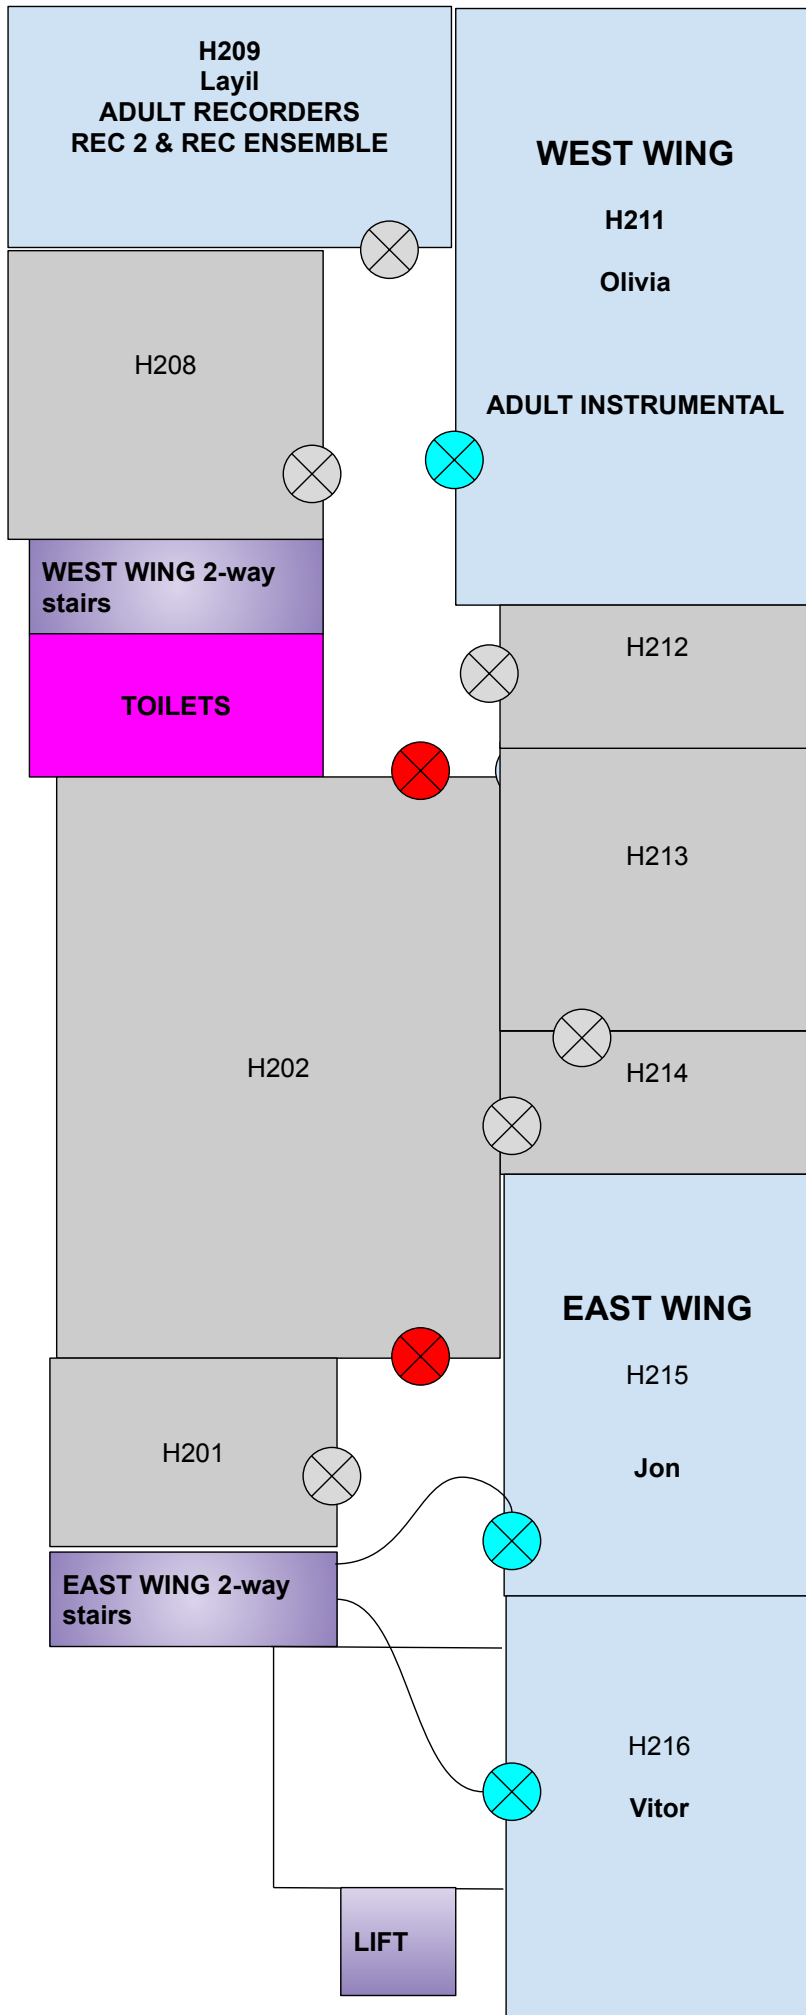 H209
Layil
ADULT RECORDERS
REC 2 & REC ENSEMBLE
WEST WING
H211
Olivia
ADULT INSTRUMENTAL
H208
WEST WING 2-way
stairs
TOILETS
H212
H213
H202
H214
EAST WING
H215
Jon
H201
EAST WING 2-way
stairs
H216
Vitor
LIFT